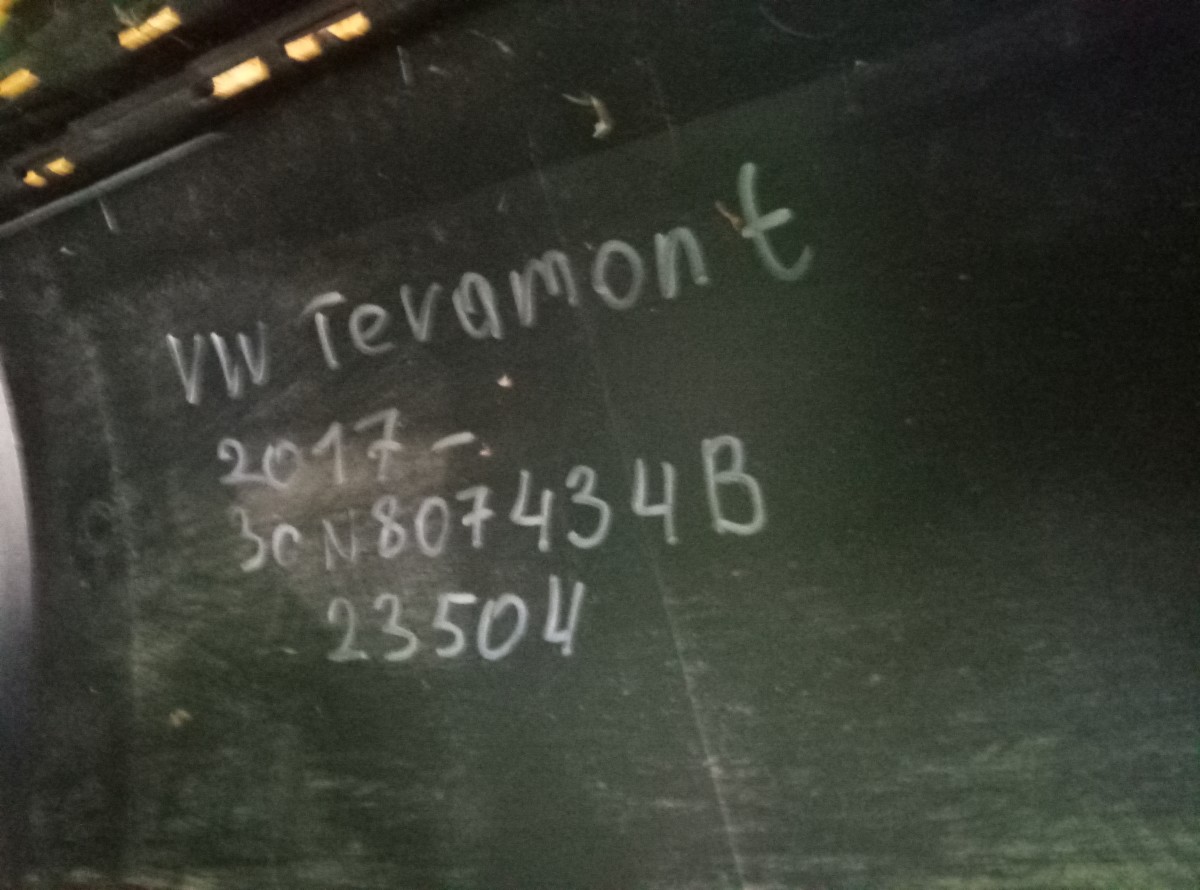 VW Teramont
2017-
3CN807434B
23504